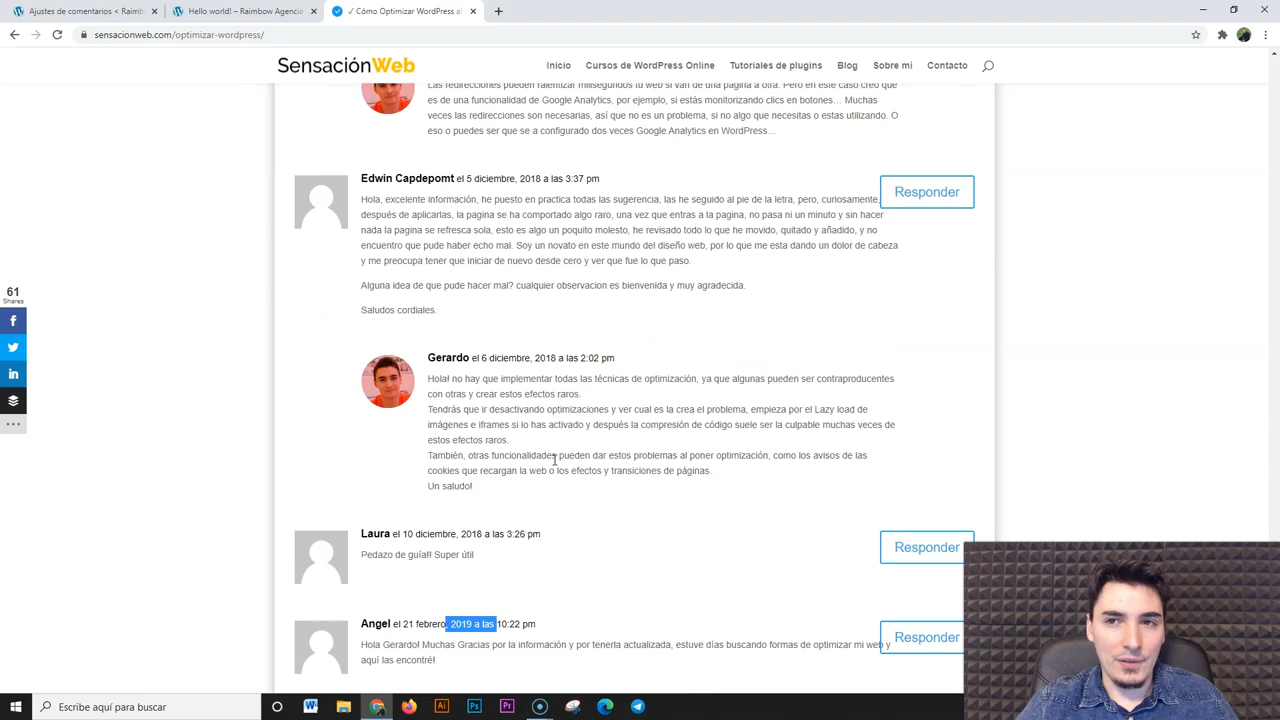 Ajustes de comentarios < Raimb
Hello world! – Raimbow Agencia
✓ Cómo Optimizar WordPress al
sensacionweb.com/optimizar-wordpress/
SensaciónWeb
Inicio
Cursos de WordPress Online
Tutoriales de plugins
Blog
Sobre mi
Contacto
Las redirecciones pueden ralentizar milisegundos tu web si van de una página a otra. Pero en este caso creo que
es de una funcionalidad de Google Analytics, por ejemplo, si estás monitorizando clics en botones… Muchas
veces las redirecciones son necesarias, así que no es un problema, si no algo que necesitas o estas utilizando. O
eso o puedes ser que se a configurado dos veces Google Analytics en WordPress…
Edwin Capdepomt el 5 diciembre, 2018 a las 3:37 pm
Responder
Hola, excelente información, he puesto en practica todas las sugerencia, las he seguido al pie de la letra, pero, curiosamente,
después de aplicarlas, la pagina se ha comportado algo raro, una vez que entras a la pagina, no pasa ni un minuto y sin hacer
nada la pagina se refresca sola, esto es algo un poquito molesto, he revisado todo lo que he movido, quitado y añadido, y no
encuentro que pude haber echo mal. Soy un novato en este mundo del diseño web, por lo que me esta dando un dolor de cabeza
y me preocupa tener que iniciar de nuevo desde cero y ver que fue lo que paso.
Alguna idea de que pude hacer mal? cualquier observacion es bienvenida y muy agradecida.
Saludos cordiales.
61
Shares
Gerardo el 6 diciembre, 2018 a las 2:02 pm
Hola! no hay que implementar todas las técnicas de optimización, ya que algunas pueden ser contraproducentes
con otras y crear estos efectos raros.
Tendrás que ir desactivando optimizaciones y ver cual es la crea el problema, empieza por el Lazy load de
imágenes e iframes si lo has activado y después la compresión de código suele ser la culpable muchas veces de
estos efectos raros.
También, otras funcionalidades pueden dar estos problemas al poner optimización, como los avisos de las
cookies que recargan la web o los efectos y transiciones de páginas.
Un saludo!
Laura el 10 diciembre, 2018 a las 3:26 pm
Responder
Pedazo de guía!! Super útil
Angel el 21 febrero, 2019 a las 10:22 pm
Responder
Hola Gerardo! Muchas Gracias por la información y por tenerla actualizada, estuve días buscando formas de optimizar mi web y
aquí las encontré!
Escribe aquí para buscar